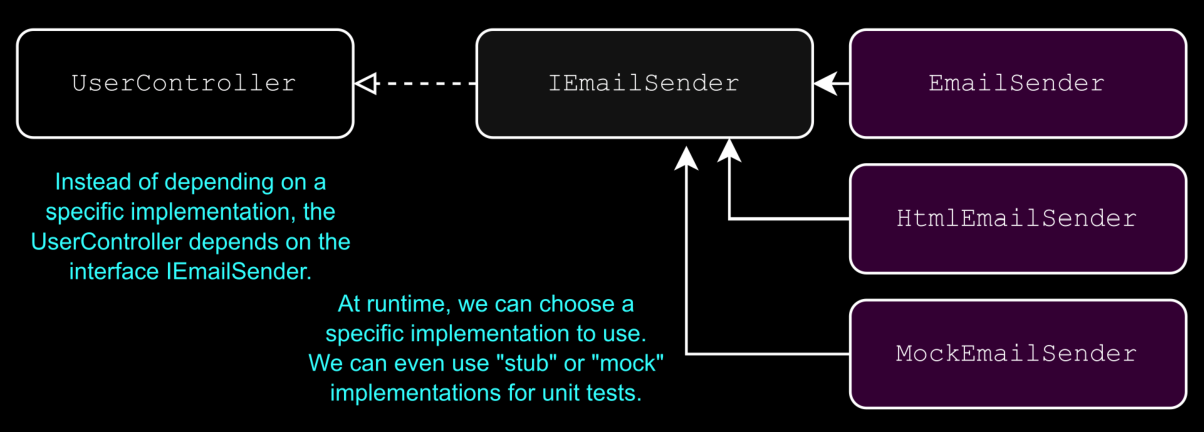 UserController
IEmailSender
EmailSender
Instead of depending on a
specific implementation, the
UserController depends on the
interface IEmailSender.
HtmlEmailSender
At runtime, we can choose a
specific implementation to use.
We can even use "stub" or "mock"
implementations for unit tests.
MockEmailSender